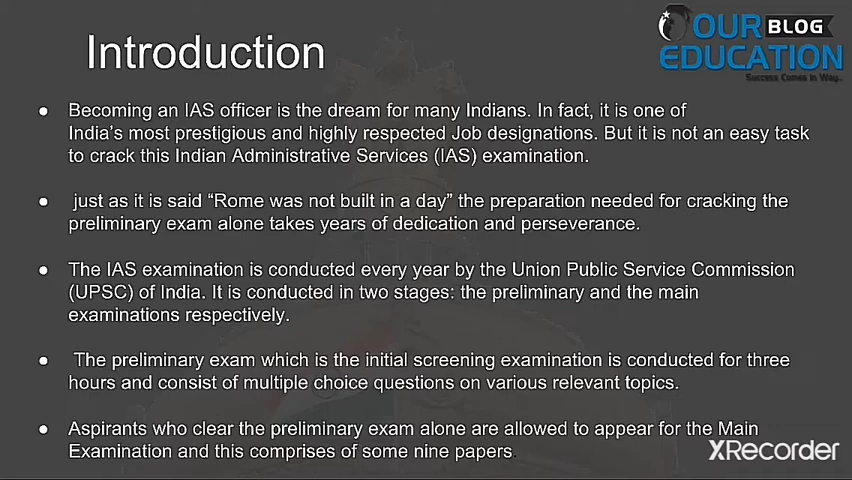 Introduction
OUR BLOG
EDUCATION
Success Comes In Way..
● Becoming an IAS officer is the dream for many Indians. In fact, it is one of
India's most prestigious and highly respected Job designations. But it is not an easy task
to crack this Indian Administrative Services (IAS) examination.
● just as it is said “Rome was not built in a day” the preparation needed for cracking the
preliminary exam alone takes years of dedication and perseverance.
● The IAS examination is conducted every year by the Union Public Service Commission
(UPSC) of India. It is conducted in two stages: the preliminary and the main
examinations respectively.
● The preliminary exam which is the initial screening examination is conducted for three
hours and consist of multiple choice questions on various relevant topics.
● Aspirants who clear the preliminary exam alone are allowed to appear for the Main
Examination and this comprises of some nine papers.
XRecorder